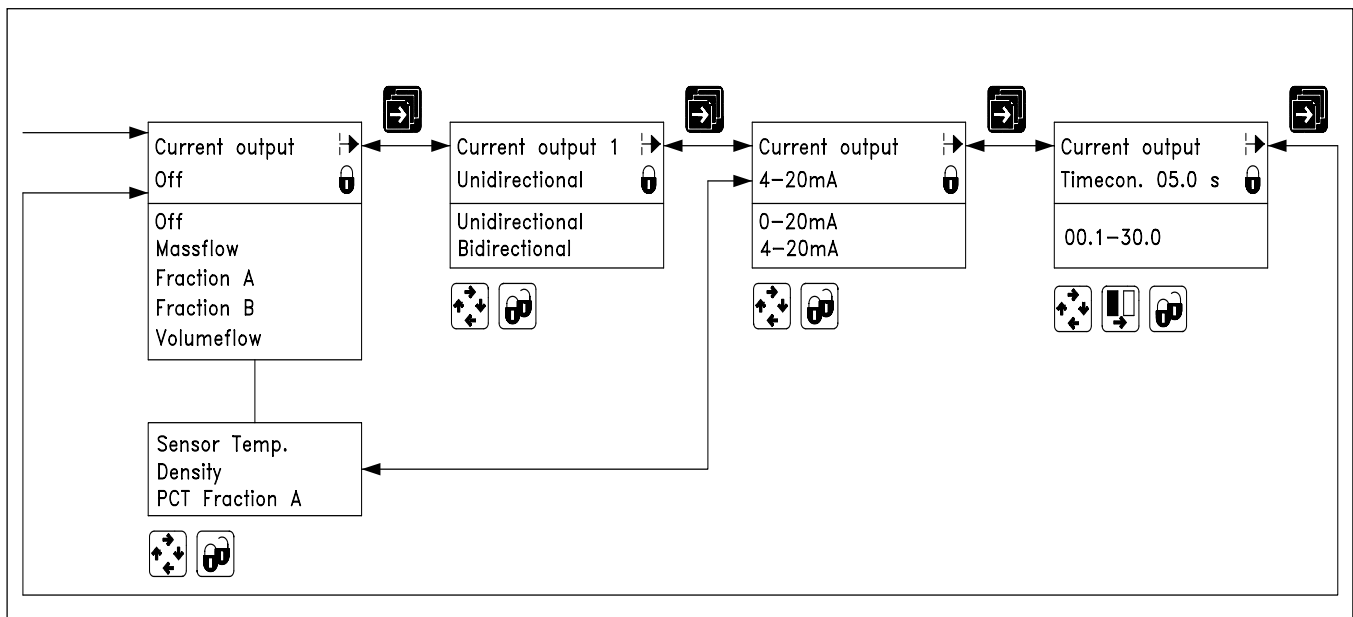 Current output
Off
Off
Massflow
Fraction A
Fraction B
Volumeflow
Sensor Temp.
Density
PCT Fraction A
Current output 1
Unidirectional
Unidirectional
Bidirectional
Current output
4-20mA
0-20mA
4-20mA
Current output
Timecon. 05.0 s
00.1-30.0